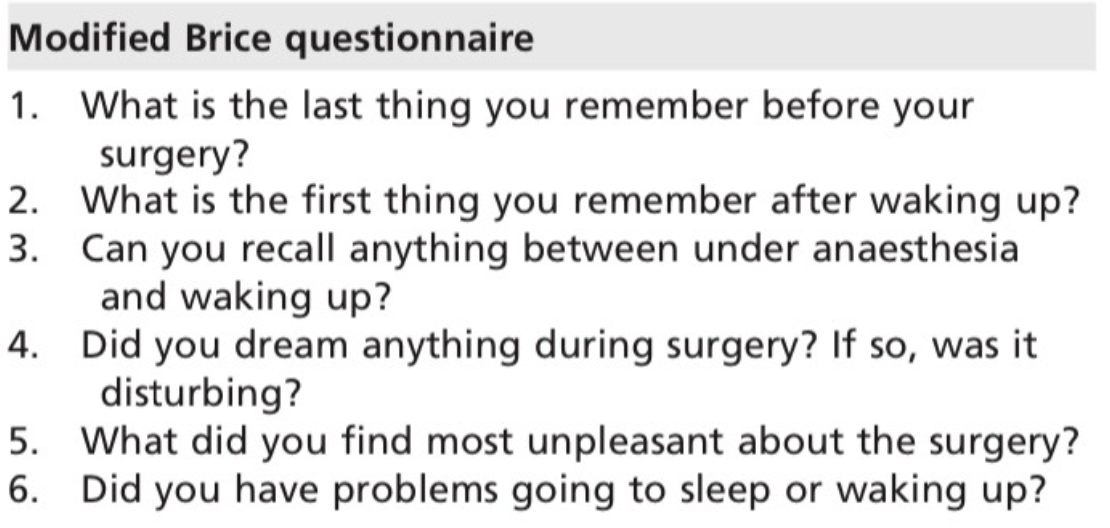 Modified Brice questionnaire
1. What is the last thing you remember before your
surgery?
2. What is the first thing you remember after waking up?
3. Can you recall anything between under anaesthesia
and waking up?
4. Did you dream anything during surgery? If so, was it
disturbing?
5. What did you find most unpleasant about the surgery?
6. Did you have problems going to sleep or waking up?